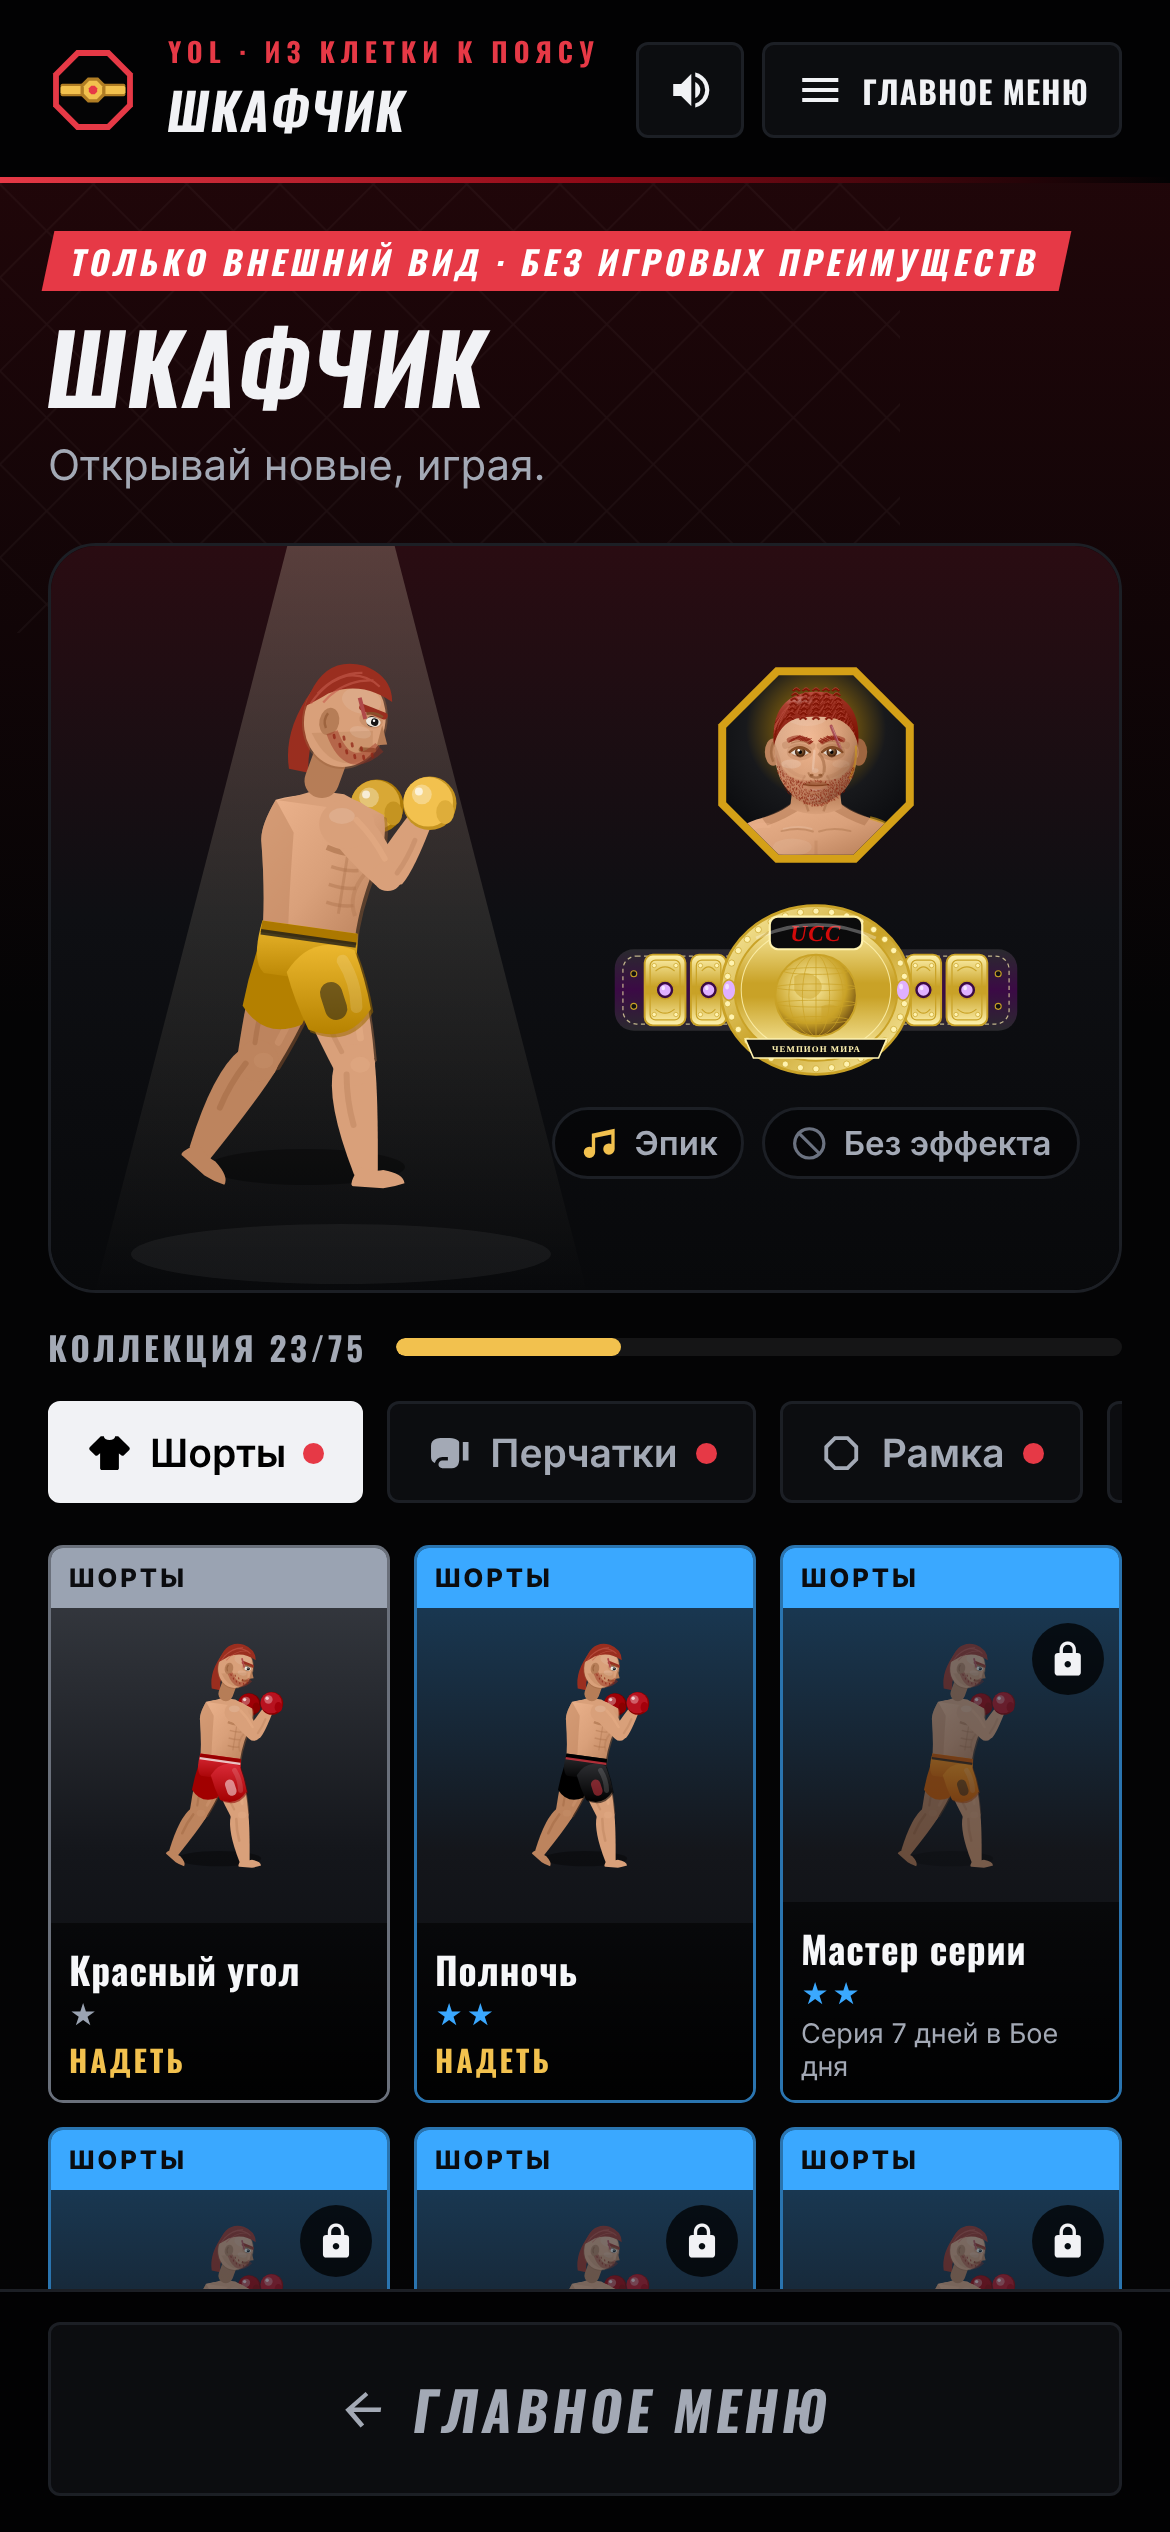 YOL · ИЗ КЛЕТКИ К ПОЯСУ
ШКАФЧИК
ГЛАВНОЕ МЕНЮ
ТОЛЬКО ВНЕШНИЙ ВИД · БЕЗ ИГРОВЫХ ПРЕИМУЩЕСТВ
ШКАФЧИК
Открывай новые, играя.
UCC
ЧЕМПИОН МИРА
Эпик
Без эффекта
КОЛЛЕКЦИЯ 23/75
Шорты
Перчатки
Рамка
ШОРТЫ
Красный угол
НАДЕТЬ
ШОРТЫ
Полночь
НАДЕТЬ
ШОРТЫ
Мастер серии
Серия 7 дней в Бое
дня
ШОРТЫ
ШОРТЫ
ШОРТЫ
ГЛАВНОЕ МЕНЮ